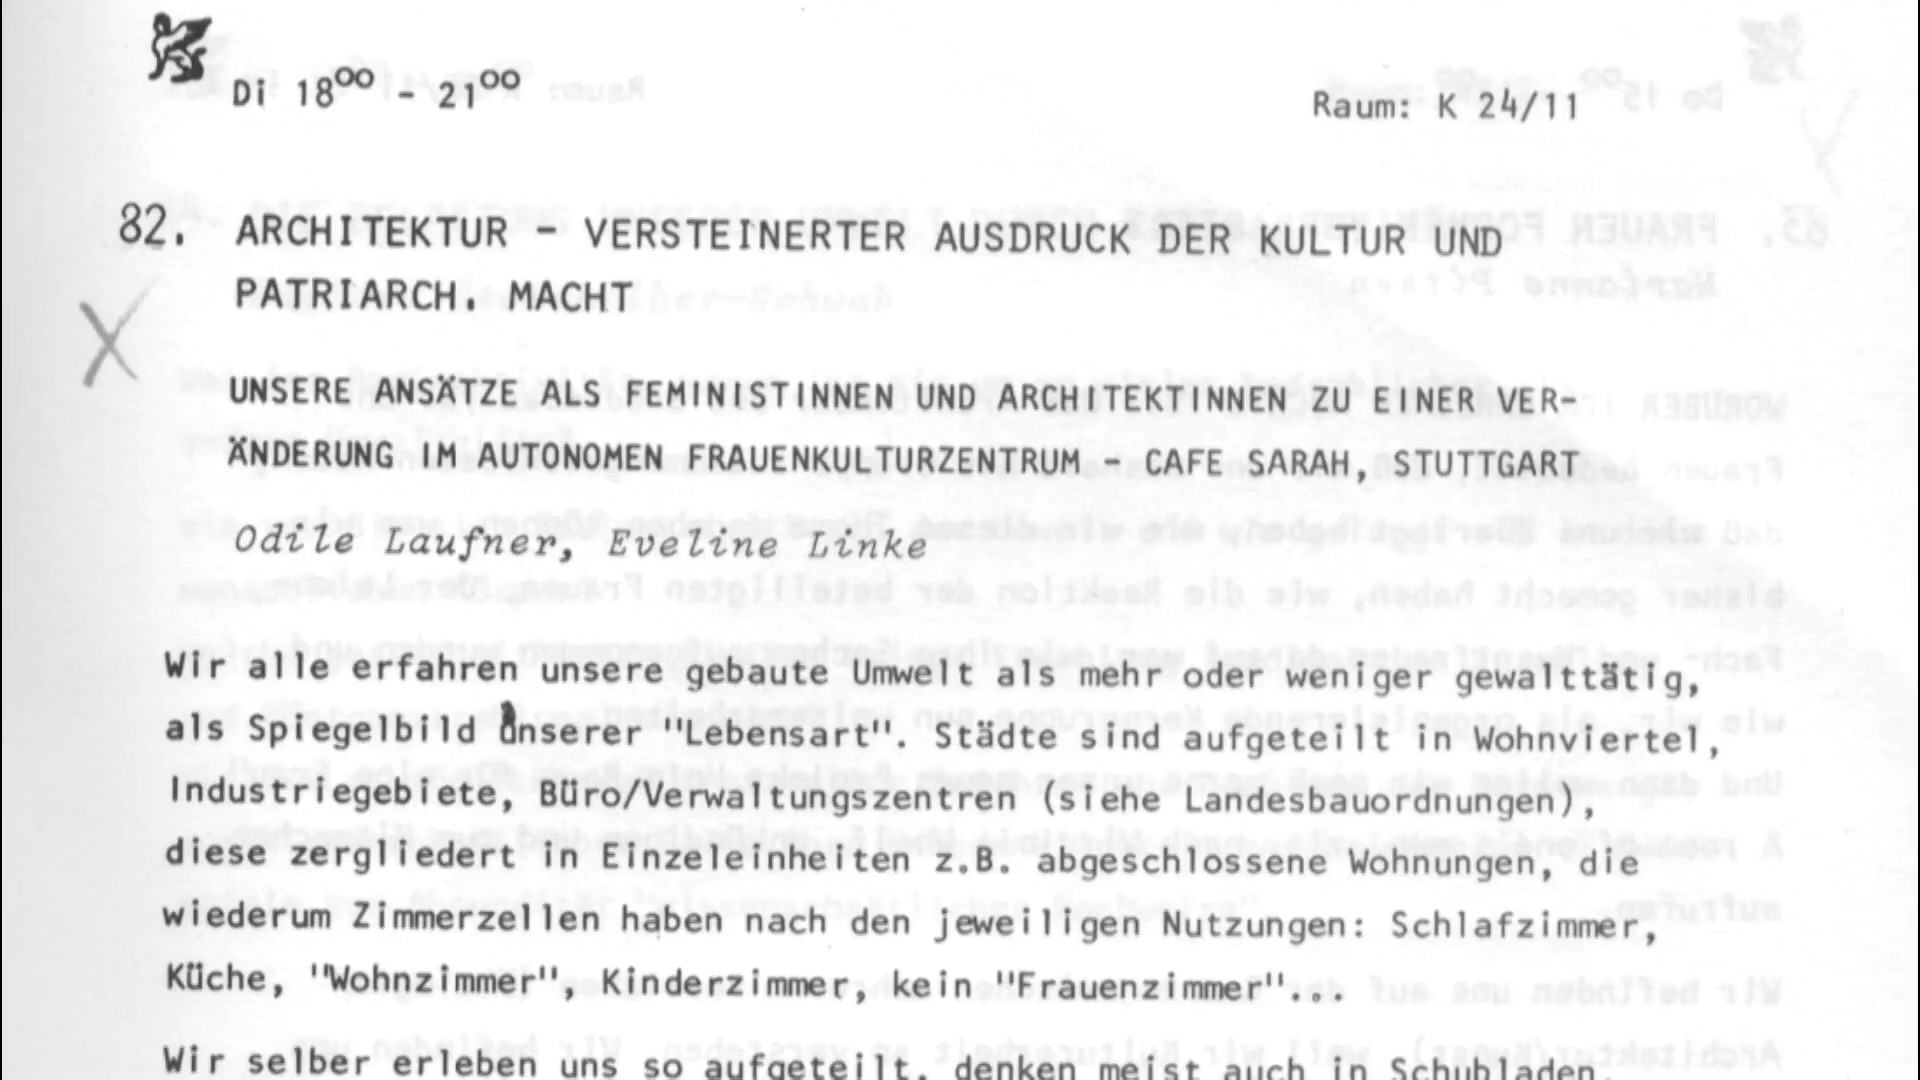 Di 18⁰⁰ - 21⁰⁰
Raum: K 24/11
82. ARCHITEKTUR - VERSTEINERTER AUSDRUCK DER KULTUR UND
PATRIARCH. MACHT
UNSERE ANSÄTZE ALS FEMINISTINNEN UND ARCHITEKTINNEN ZU EINER VER-
ÄNDERUNG IM AUTONOMEN FRAUENKULTURZENTRUM - CAFE SARAH, STUTTGART
Odile Laufner, Eveline Linke
Wir alle erfahren unsere gebaute Umwelt als mehr oder weniger gewalttätig,
als Spiegelbild unserer "Lebensart". Städte sind aufgeteilt in Wohnviertel,
Industriegebiete, Büro/Verwaltungszentren (siehe Landesbauordnungen),
diese zergliedert in Einzeleinheiten z.B. abgeschlossene Wohnungen, die
wiederum Zimmerzellen haben nach den jeweiligen Nutzungen: Schlafzimmer,
Küche, "Wohnzimmer", Kinderzimmer, kein "Frauenzimmer"...
Wir selber erleben uns so aufgeteilt, denken meist auch in Schubladen.